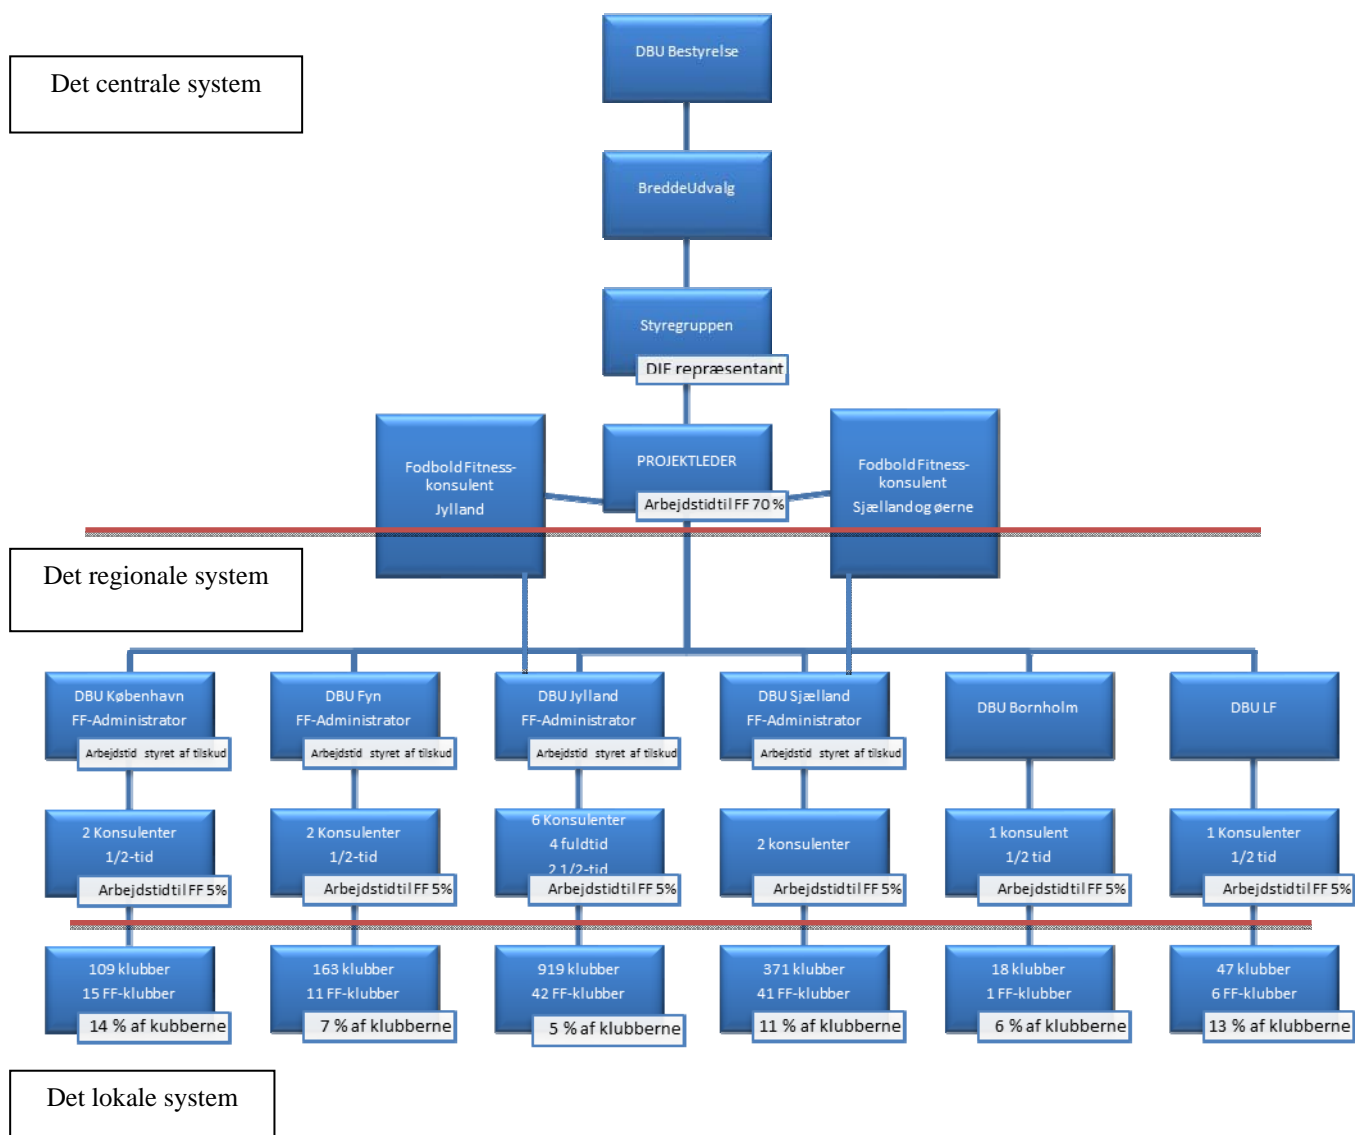 DBU Bestyrelse
Det centrale system
BreddeUdvalg
Styregruppen
DIF repræsentant
Fodbold Fitness-
konsulent
Jylland
PROJEKTLEDER
Arbejdstid til FF 70 %
Fodbold Fitness-
konsulent
Sjælland og øerne
Det regionale system
DBU København
FF-Administrator
Arbejdstid styret af tilskud
DBU Fyn
FF-Administrator
Arbejdstid styret af tilskud
DBU Jylland
FF-Administrator
Arbejdstid styret af tilskud
DBU Sjælland
FF-Administrator
Arbejdstid styret af tilskud
DBU Bornholm
DBU LF
2 Konsulenter
1/2-tid
Arbejdstid til FF 5%
2 Konsulenter
1/2-tid
Arbejdstid til FF 5%
6 Konsulenter
4 fuldtid
2 1/2-tid
Arbejdstid til FF 5%
2 konsulenter
Arbejdstid til FF 5%
1 konsulent
1/2 tid
Arbejdstid til FF 5%
1 Konsulenter
1/2 tid
Arbejdstid til FF 5%
109 klubber
15 FF-klubber
14 % af kubberne
163 klubber
11 FF-klubber
7 % af klubberne
919 klubber
42 FF-klubber
5 % af klubberne
371 klubber
41 FF-klubber
11 % af klubberne
18 klubber
1 FF-klubber
6 % af klubberne
47 klubber
6 FF-klubber
13 % af klubberne
Det lokale system